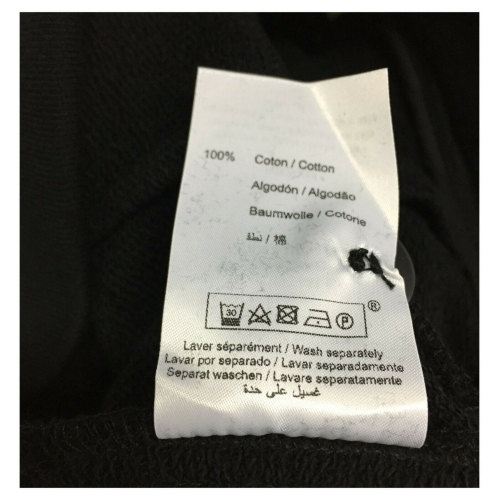 100% Coton / Cotton
Algodón / Algodão
Baumwolle / Cotone
/ 棉
30 P ®
Laver séparément / Wash separately
Lavar por separado / Lavar separadamente
Separat waschen / Lavare separatamente
غسيل على حدة